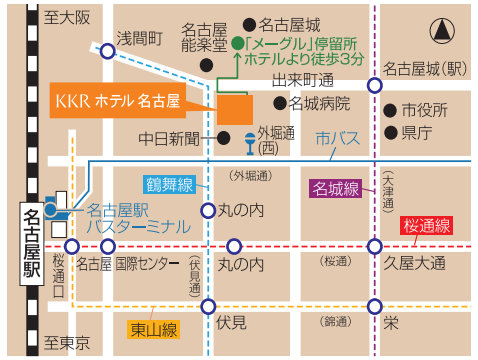 至大阪
浅間町
名古屋
能楽堂
名古屋城
「メーグル」停留所
ホテルより徒歩3分
出来町通
名古屋城(駅)
KKR ホテル 名古屋
名城病院
市役所
県庁
中日新聞
外堀通
(西)
市バス
(外堀通)
鶴舞線
名城線
(大津通)
名古屋駅
バスターミナル
丸の内
桜通線
名古屋駅
桜通口
名古屋 国際センター
(伏見通)
丸の内
(桜通)
久屋大通
東山線
伏見
(錦通)
栄
至東京